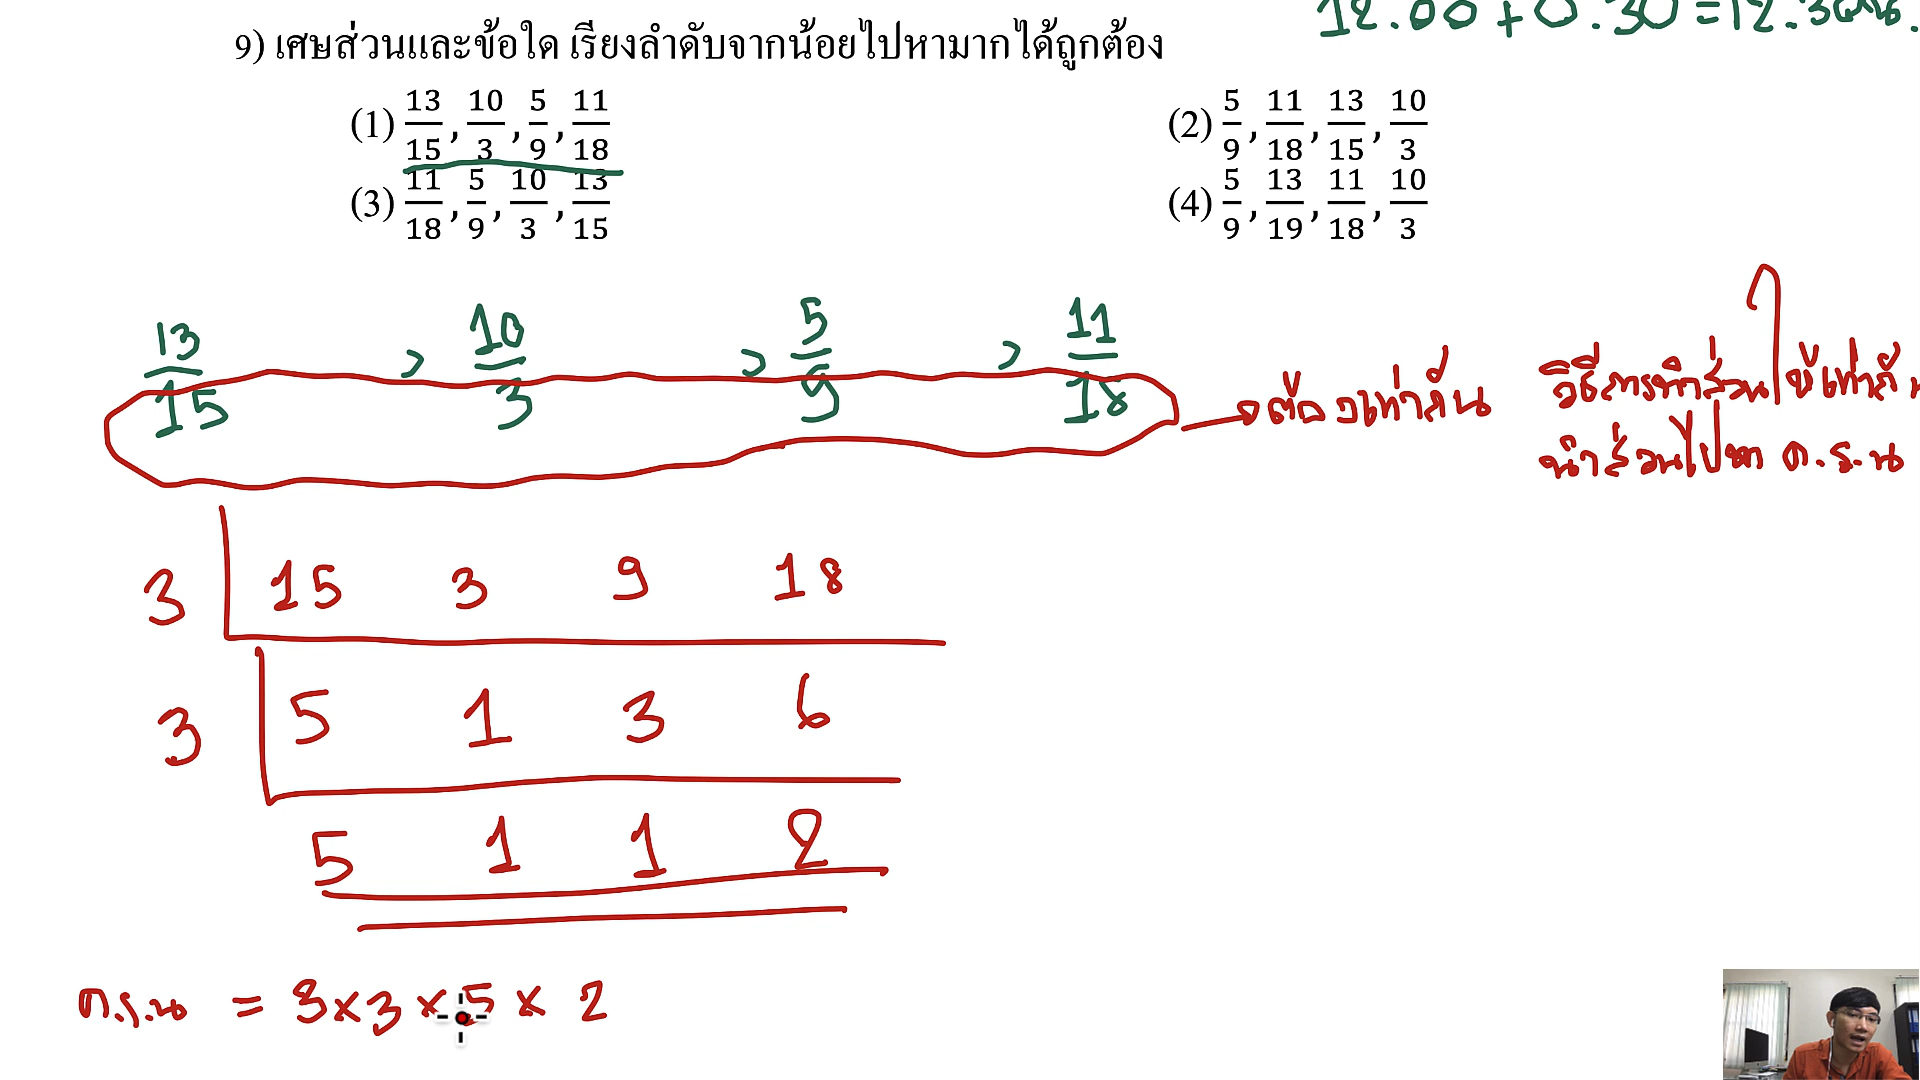 12.00 + 0.30 = 12.30
9) เศษส่วนและข้อใด เรียงลำดับจากน้อยไปหามากได้ถูกต้อง
(1) 13/15, 10/3, 5/9, 11/18
(2) 5/9, 11/18, 13/15, 10/3
(3) 11/18, 5/9, 10/3, 13/15
(4) 5/9, 13/19, 11/18, 10/3
13/15 , 10/3 , 5/9 , 11/18
ต้องเท่ากัน
วิธีการทำส่วนให้เท่ากัน
นำส่วนไปหา ค.ร.น
3 15 3 9 18
3 5 1 3 6
5 1 1 2
ค.ร.น = 3×3×5×2